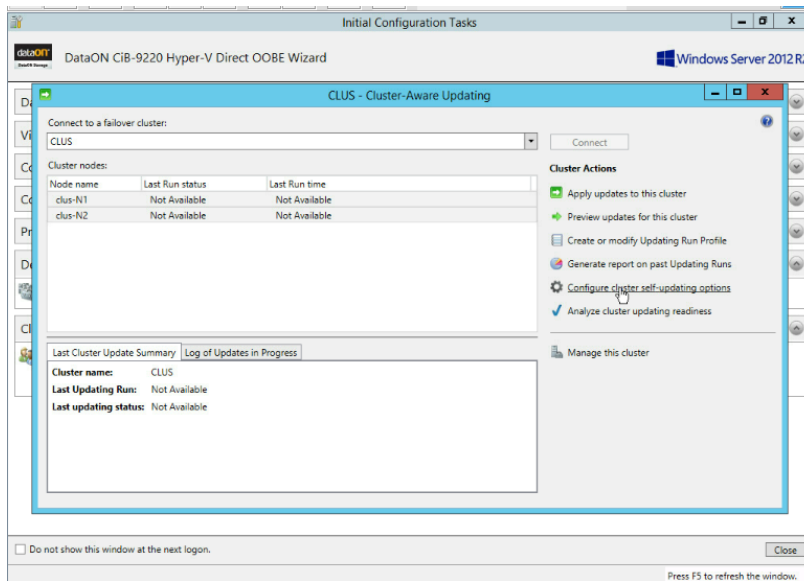 Initial Configuration Tasks
dataON
DataON CiB-9220 Hyper-V Direct OOBE Wizard
Windows Server 2012 R2
CLUS - Cluster-Aware Updating
Connect to a failover cluster:
CLUS
Connect
Cluster nodes:
Node name Last Run status Last Run time
clus-N1 Not Available Not Available
clus-N2 Not Available Not Available
Cluster Actions
Apply updates to this cluster
Preview updates for this cluster
Create or modify Updating Run Profile
Generate report on past Updating Runs
Configure cluster self-updating options
Analyze cluster updating readiness
Manage this cluster
Last Cluster Update Summary Log of Updates in Progress
Cluster name: CLUS
Last Updating Run: Not Available
Last updating status: Not Available
Do not show this window at the next logon.
Close
Press F5 to refresh the window.